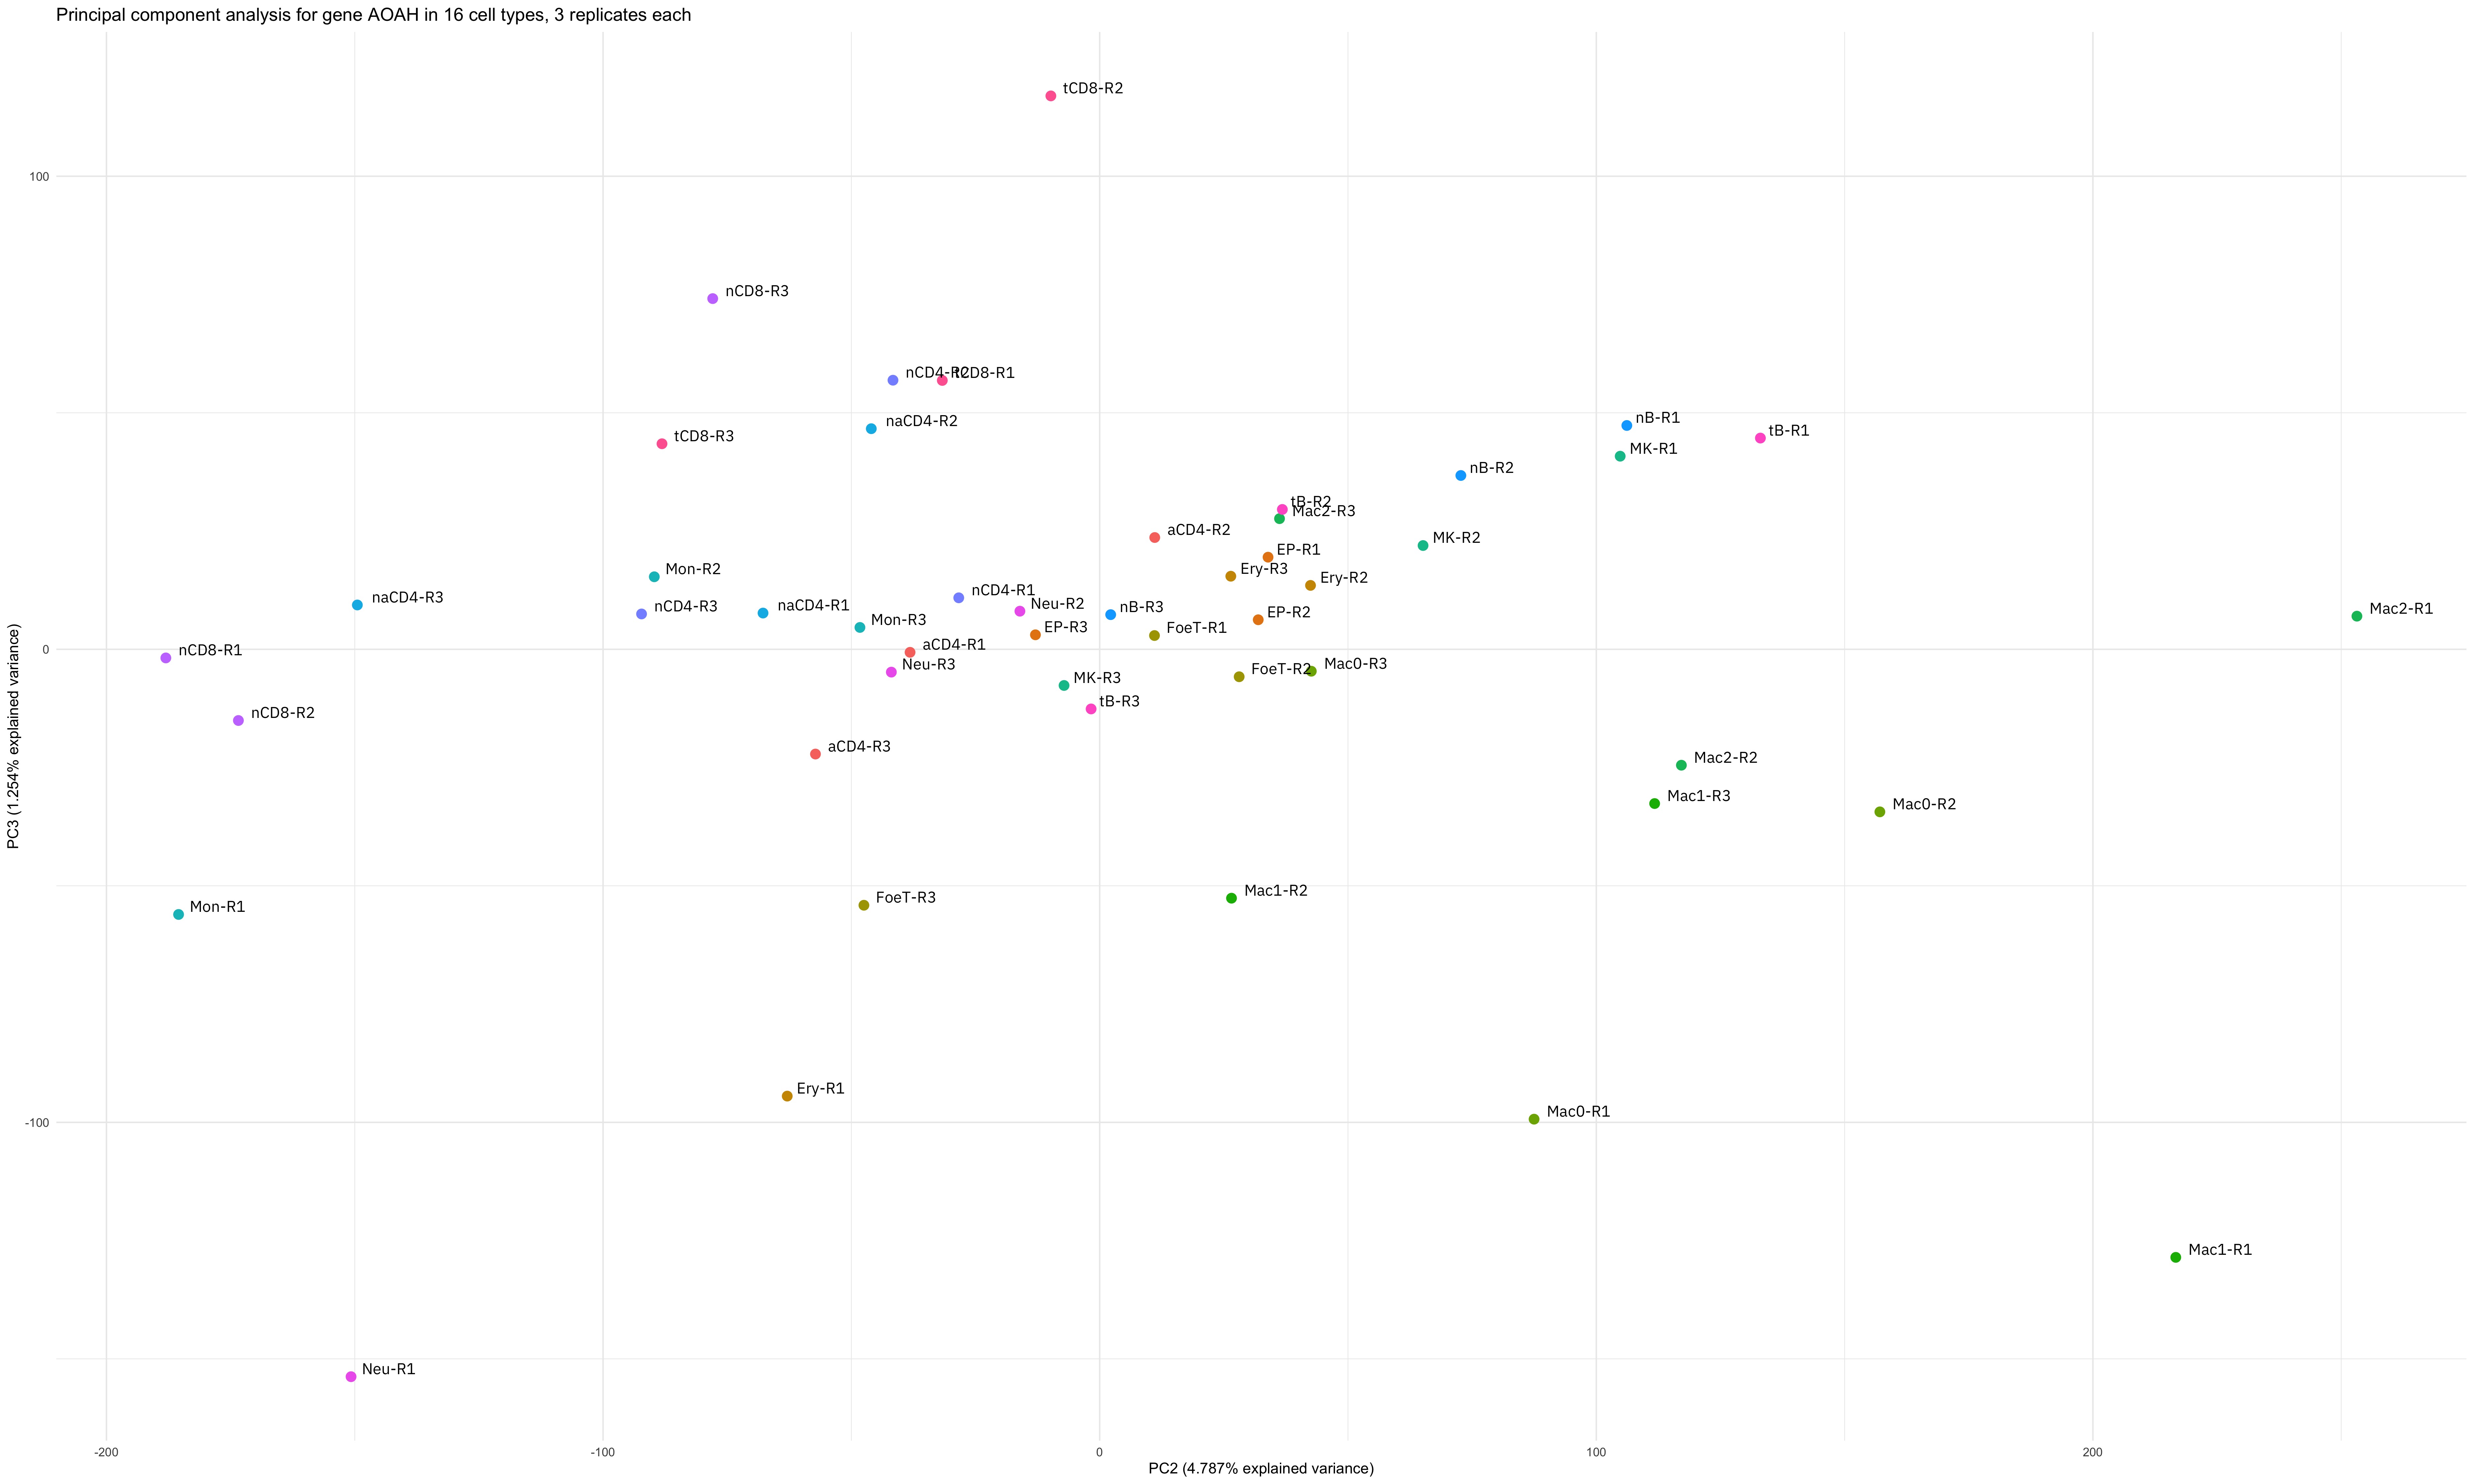 Principal component analysis for gene AOAH in 16 cell types, 3 replicates each
tCD8-R2
100
nCD8-R3
nCD4-R2
tCD8-R1
naCD4-R2
tCD8-R3
nB-R1
tB-R1
MK-R1
nB-R2
tB-R2
Mac2-R3
aCD4-R2
MK-R2
EP-R1
Ery-R3
Ery-R2
Mon-R2
naCD4-R3
nCD4-R3
naCD4-R1
nCD4-R1
Neu-R2
nB-R3
EP-R2
Mac2-R1
Mon-R3
EP-R3
FoeT-R1
0
aCD4-R1
nCD8-R1
Neu-R3
FoeT-R2
Mac0-R3
MK-R3
tB-R3
nCD8-R2
aCD4-R3
Mac2-R2
Mac1-R3
Mac0-R2
PC3 (1.254% explained variance)
FoeT-R3
Mac1-R2
Mon-R1
Ery-R1
Mac0-R1
-100
Mac1-R1
Neu-R1
-200
-100
0
100
200
PC2 (4.787% explained variance)